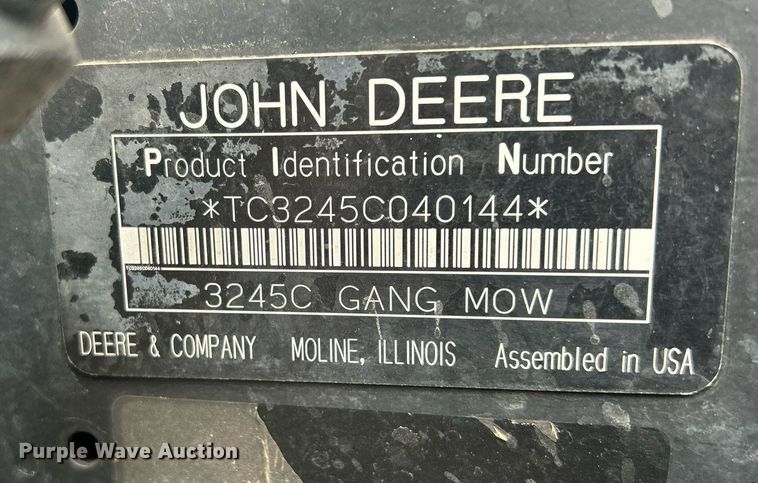 JOHN DEERE
Product Identification Number
*TC3245C040144*
TC3245C040144
3245C GANG MOW
DEERE & COMPANY MOLINE, ILLINOIS Assembled in USA
Purple Wave Auction